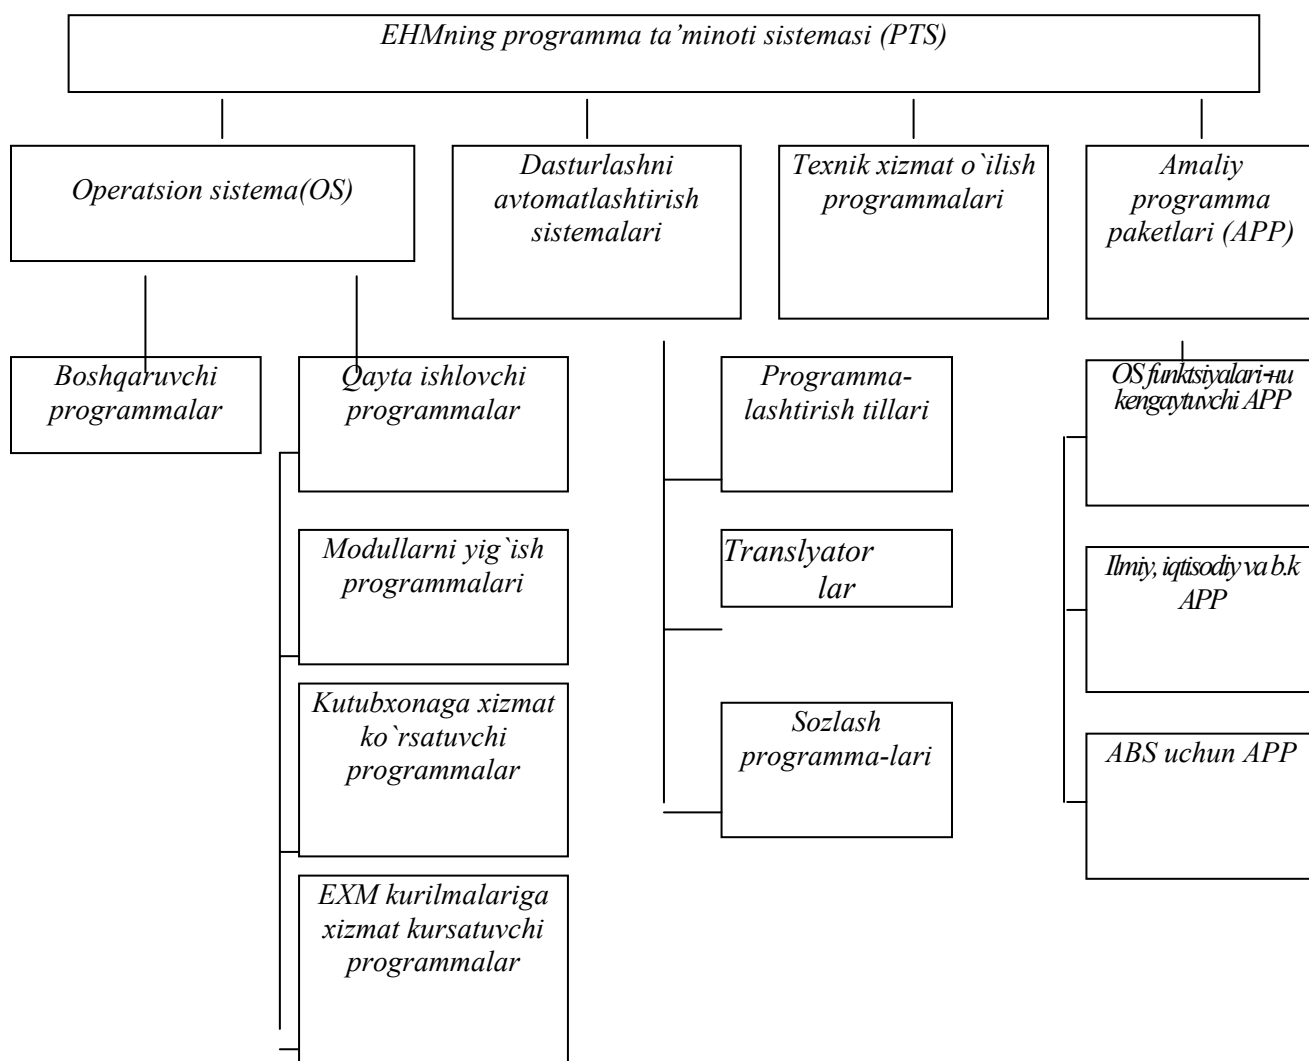 EHMning programma ta’minoti sistemasi (PTS)
Operatsion sistema(OS)
Dasturlashni
avtomatlashtirish
sistemalari
Texnik xizmat o`ilish
programmalari
Amaliy
programma
paketlari (APP)
Boshqaruvchi
programmalar
Qayta ishlovchi
programmalar
Modullarni yig`ish
programmalari
Kutubxonaga xizmat
ko`rsatuvchi
programmalar
EXM kurilmalariga
xizmat kursatuvchi
programmalar
Programma-
lashtirish tillari
Translyator
lar
Sozlash
programma-lari
OS funktsiyalari-ни
kengaytuvchi APP
Ilmiy, iqtisodiy va b.k
APP
ABS uchun APP